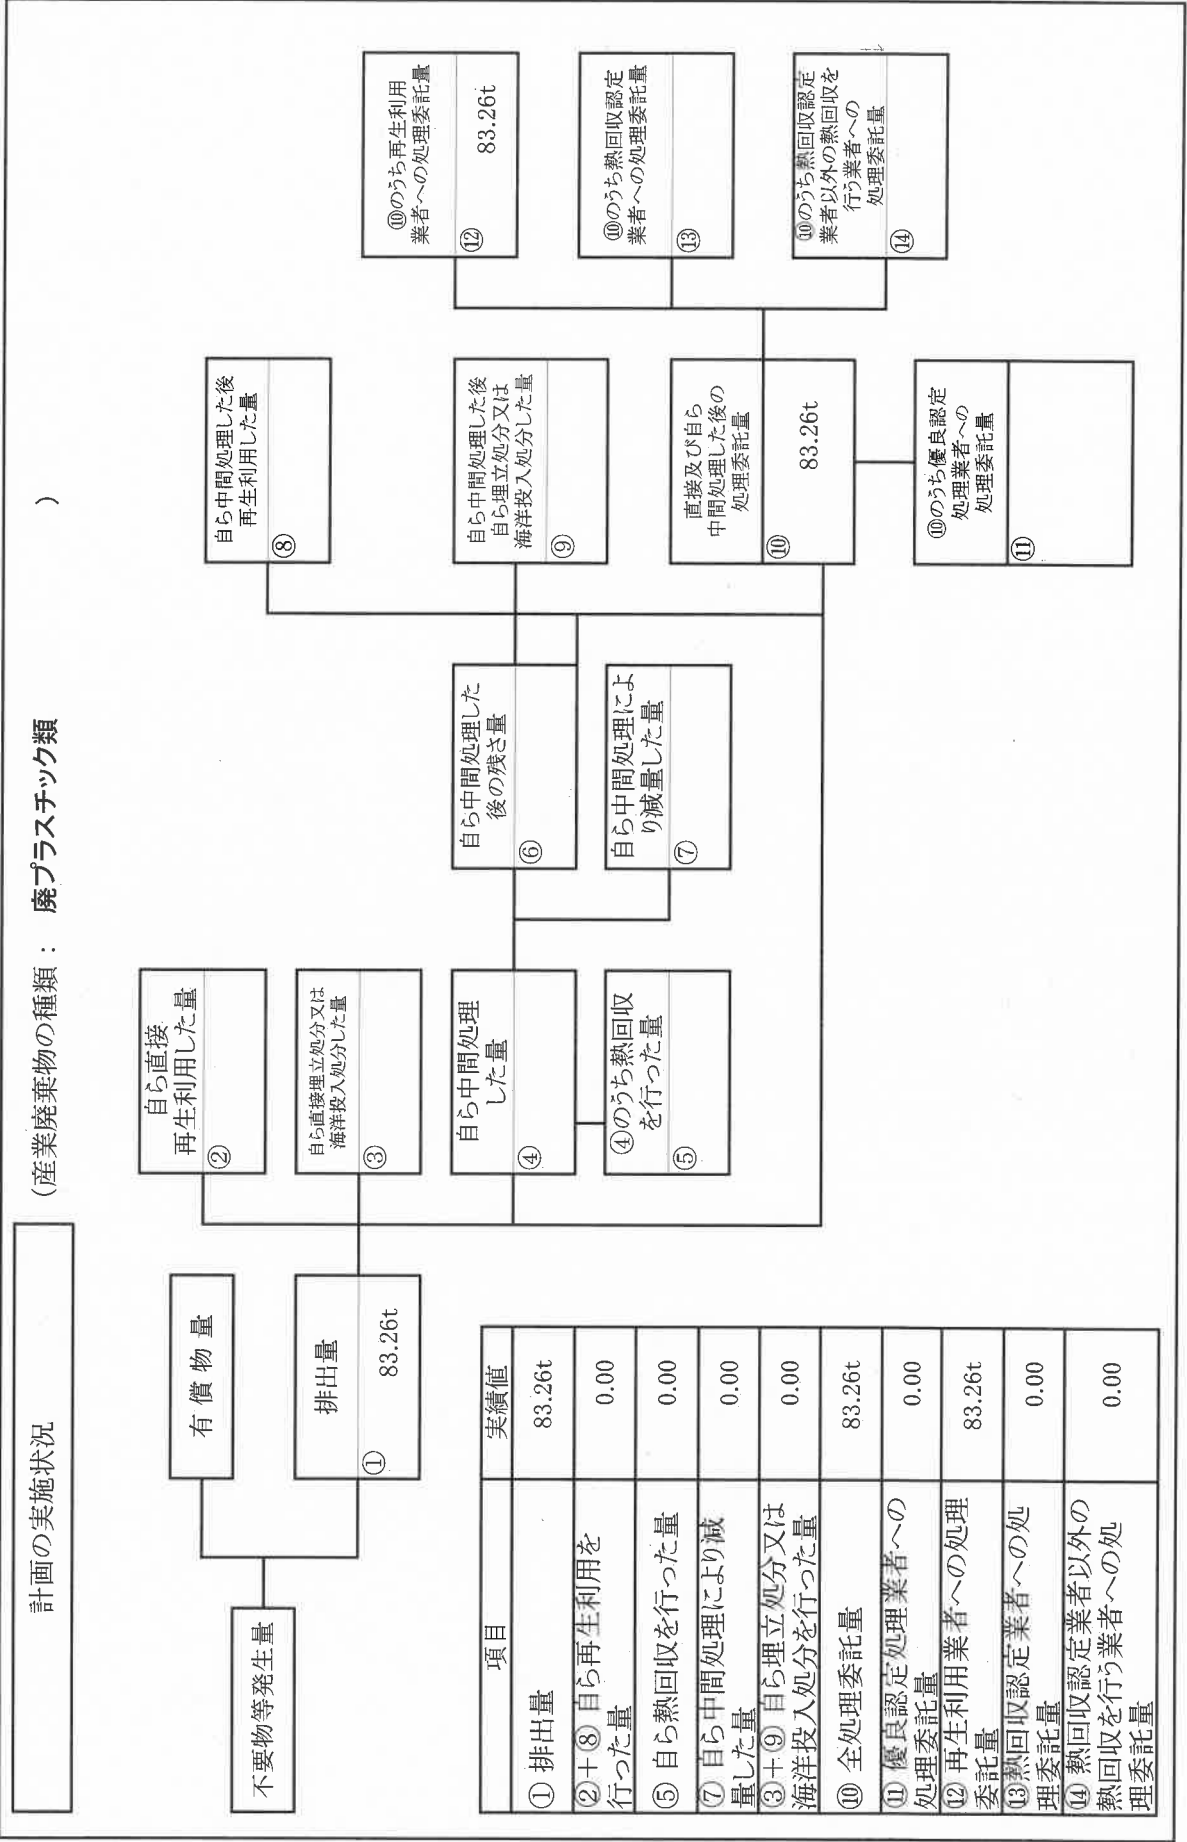 計画の実施状況
(産業廃棄物の種類： 廃プラスチック類 )
不要物等発生量
有償物量
排出量
① 83.26t
自ら直接
再生利用した量
②
自ら直接埋立処分又は
海洋投入処分した量
③
自ら中間処理
した量
④
④のうち熱回収
を行った量
⑤
自ら中間処理した
後の残さ量
⑥
自ら中間処理によ
り減量した量
⑦
自ら中間処理した後
再生利用した量
⑧
自ら中間処理した後
自ら埋立処分又は
海洋投入処分した量
⑨
直接及び自ら
中間処理した後の
処理委託量
⑩ 83.26t
⑩のうち優良認定
処理業者への
処理委託量
⑪
⑩のうち再生利用
業者への処理委託量
⑫ 83.26t
⑩のうち熱回収認定
業者への処理委託量
⑬
⑩のうち熱回収認定
業者以外の熱回収を
行う業者への
処理委託量
⑭
項目 実績値
① 排出量 83.26t
②＋⑧ 自ら再生利用を
行った量 0.00
⑤ 自ら熱回収を行った量 0.00
⑦ 自ら中間処理により減
量した量 0.00
③＋⑨ 自ら埋立処分又は
海洋投入処分を行った量 0.00
⑩ 全処理委託量 83.26t
⑪ 優良認定処理業者への
処理委託量 0.00
⑫ 再生利用業者への処理
委託量 83.26t
⑬熱回収認定業者への処
理委託量 0.00
⑭ 熱回収認定業者以外の
熱回収を行う業者への処
理委託量 0.00